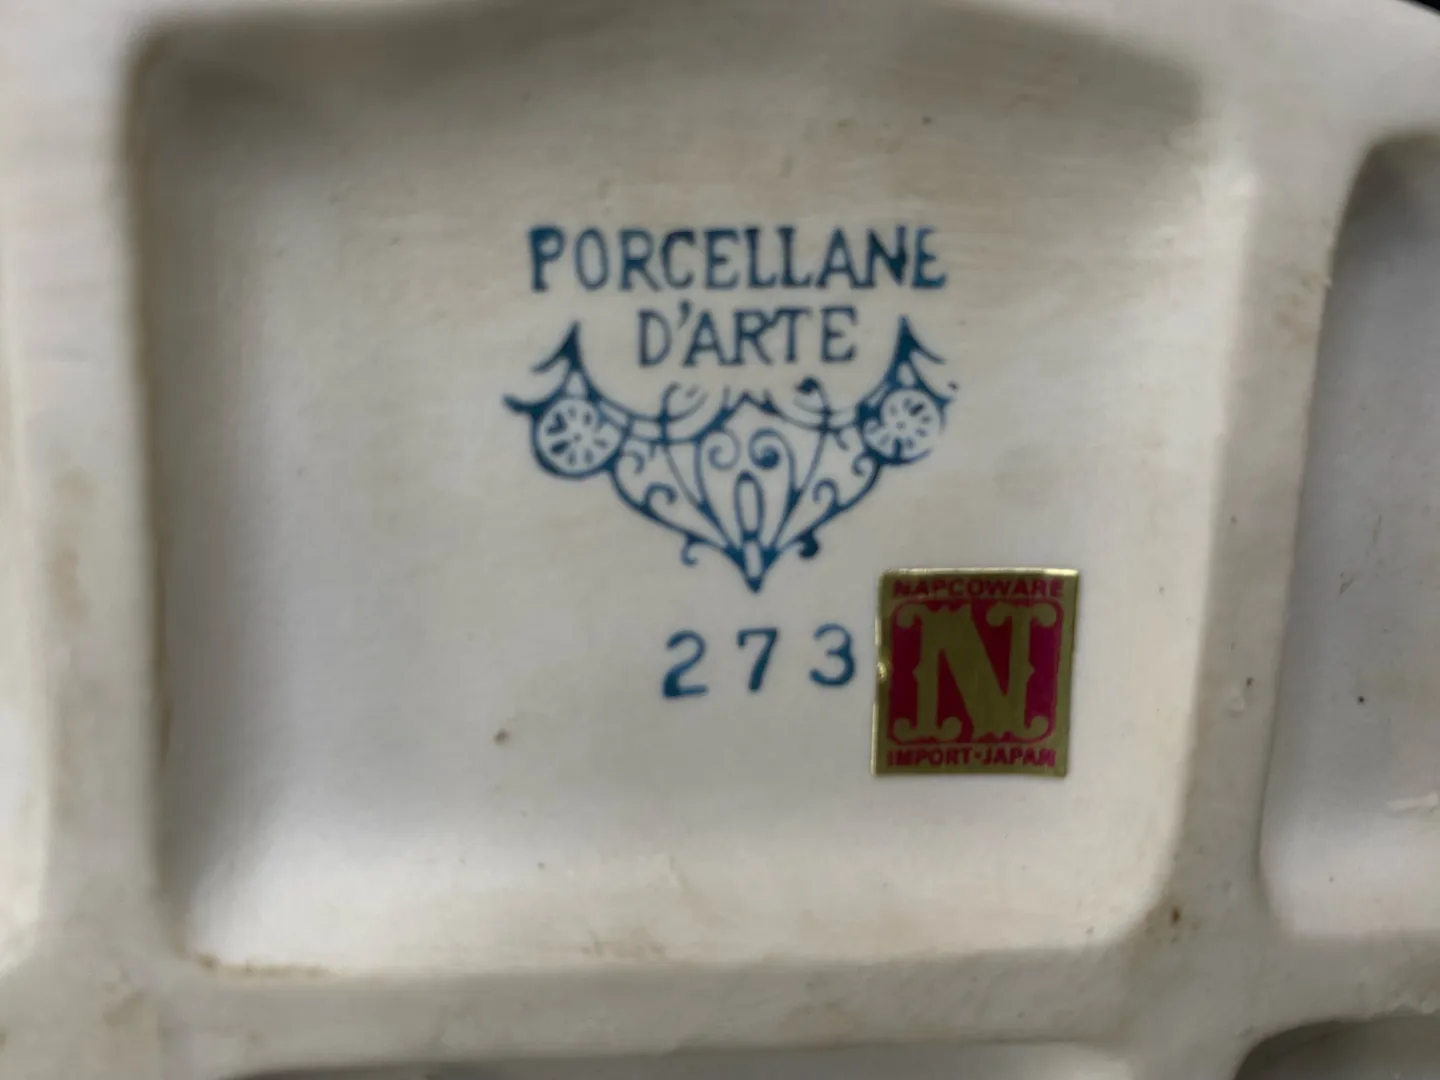 PORCELLANE
D'ARTE
273
NAPCOWARE
N
IMPORT-JAPAN